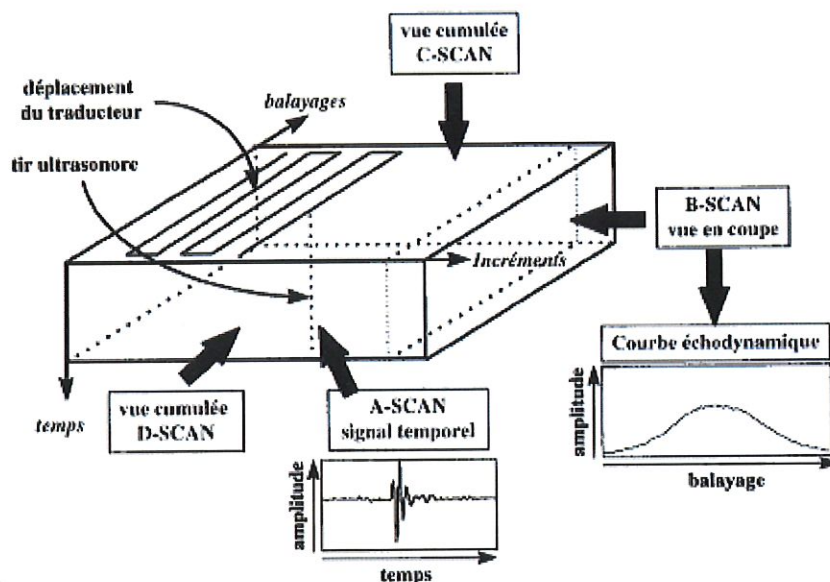 vue cumulée
C-SCAN
déplacement
du traducteur
balayages
tir ultrasonore
B-SCAN
vue en coupe
Incréments
Courbe échodynamique
temps
vue cumulée
D-SCAN
A-SCAN
signal temporel
amplitude
balayage
amplitude
temps